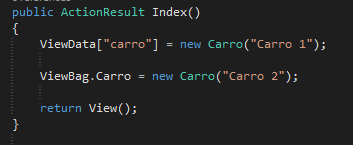 public ActionResult Index()
{
ViewData["carro"] = new Carro("Carro 1");
ViewBag.Carro = new Carro("Carro 2");
return View();
}